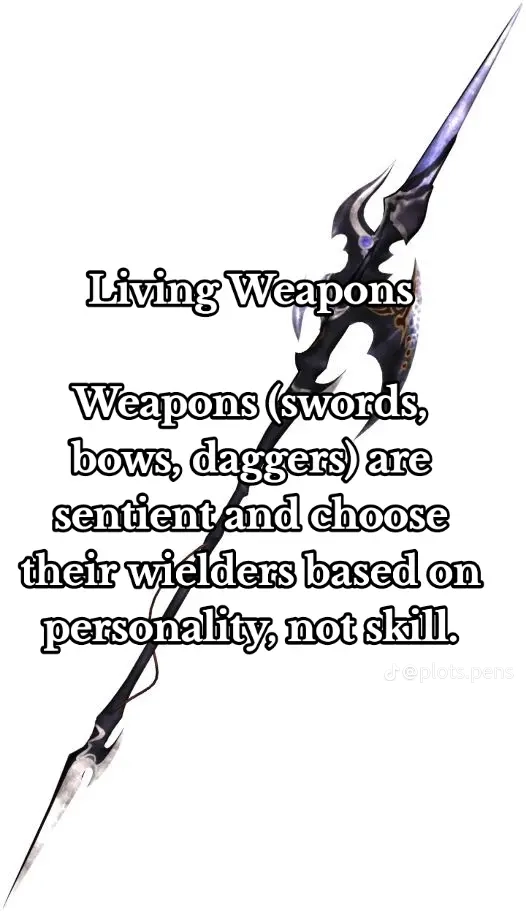 Living Weapons
Weapons (swords,
bows, daggers) are
sentient and choose
their wielders based on
personality, not skill.
@plots.pens